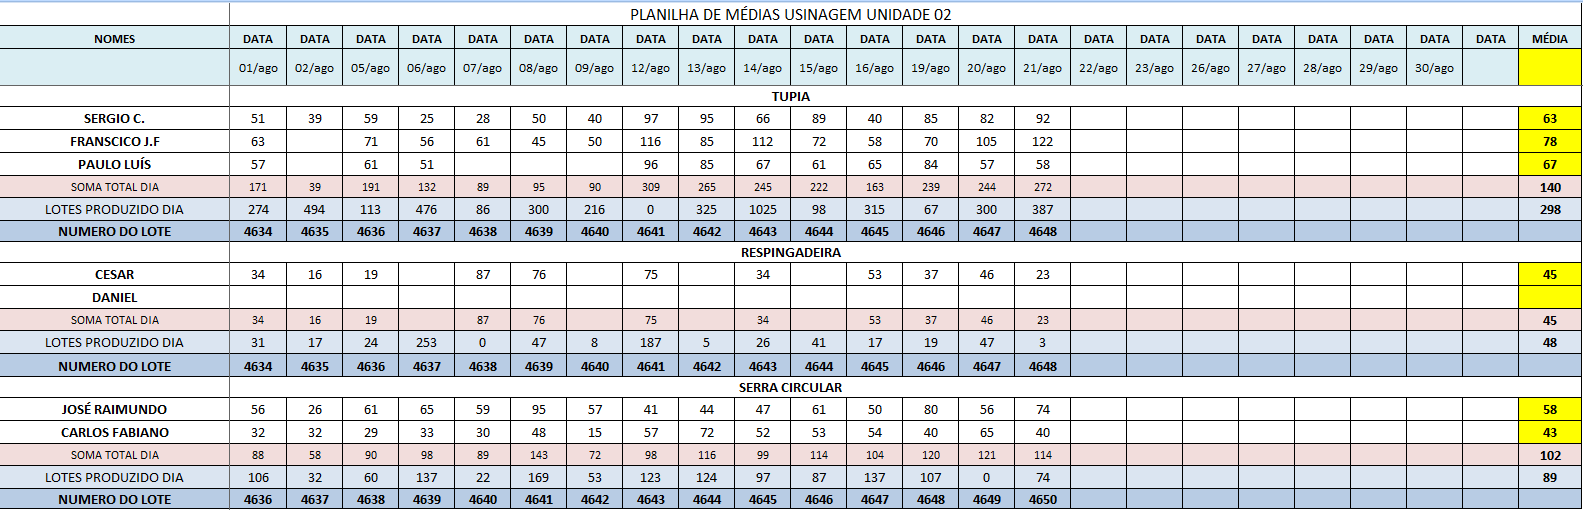 PLANILHA DE MÉDIAS USINAGEM UNIDADE 02
NOMES DATA DATA DATA DATA DATA DATA DATA DATA DATA DATA DATA DATA DATA DATA DATA DATA DATA DATA DATA DATA DATA DATA DATA MÉDIA
01/ago 02/ago 05/ago 06/ago 07/ago 08/ago 09/ago 12/ago 13/ago 14/ago 15/ago 16/ago 19/ago 20/ago 21/ago 22/ago 23/ago 26/ago 27/ago 28/ago 29/ago 30/ago
TUPIA
SERGIO C. 51 39 59 25 28 50 40 97 95 66 89 40 85 82 92 63
FRANSCICO J.F 63 71 56 61 45 50 116 85 112 72 58 70 105 122 78
PAULO LUÍS 57 61 51 96 85 67 61 65 84 57 58 67
SOMA TOTAL DIA 171 39 191 132 89 95 90 309 265 245 222 163 239 244 272 140
LOTES PRODUZIDO DIA 274 494 113 476 86 300 216 0 325 1025 98 315 67 300 387 298
NUMERO DO LOTE 4634 4635 4636 4637 4638 4639 4640 4641 4642 4643 4644 4645 4646 4647 4648
RESPINGADEIRA
CESAR 34 16 19 87 76 75 34 53 37 46 23 45
DANIEL
SOMA TOTAL DIA 34 16 19 87 76 75 34 53 37 46 23 45
LOTES PRODUZIDO DIA 31 17 24 253 0 47 8 187 5 26 41 17 19 47 3 48
NUMERO DO LOTE 4634 4635 4636 4637 4638 4639 4640 4641 4642 4643 4644 4645 4646 4647 4648
SERRA CIRCULAR
JOSÉ RAIMUNDO 56 26 61 65 59 95 57 41 44 47 61 50 80 56 74 58
CARLOS FABIANO 32 32 29 33 30 48 15 57 72 52 53 54 40 65 40 43
SOMA TOTAL DIA 88 58 90 98 89 143 72 98 116 99 114 104 120 121 114 102
LOTES PRODUZIDO DIA 106 32 60 137 22 169 53 123 124 97 87 137 107 0 74 89
NUMERO DO LOTE 4636 4637 4638 4639 4640 4641 4642 4643 4644 4645 4646 4647 4648 4649 4650